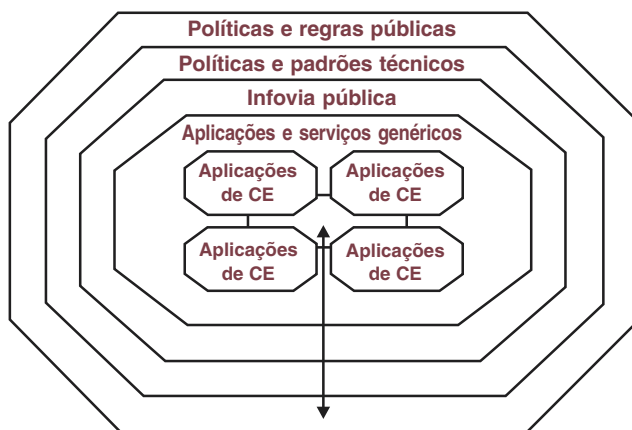 Políticas e regras públicas
Políticas e padrões técnicos
Infovia pública
Aplicações e serviços genéricos
Aplicações
de CE
Aplicações
de CE
Aplicações
de CE
Aplicações
de CE